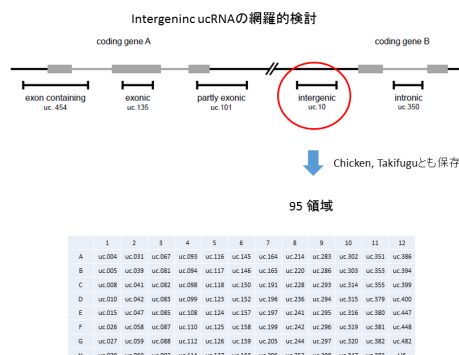 Intergeninc ucRNAの網羅的検討
coding gene A
coding gene B
exon containing
uc. 454
exonic
uc.135
partly exonic
uc.101
intergenic
uc.10
intronic
uc.350
Chicken, Takifuguとも保存
95 領域
1 2 3 4 5 6 7 8 9 10 11 12
A uc.004 uc.031 uc.067 uc.093 uc.116 uc.145 uc.164 uc.214 uc.283 uc.302 uc.351 uc.386
B uc.005 uc.039 uc.081 uc.094 uc.117 uc.146 uc.165 uc.220 uc.286 uc.303 uc.353 uc.394
C uc.008 uc.041 uc.082 uc.098 uc.118 uc.150 uc.191 uc.228 uc.293 uc.314 uc.355 uc.399
D uc.010 uc.042 uc.083 uc.099 uc.123 uc.152 uc.196 uc.236 uc.294 uc.315 uc.379 uc.400
E uc.015 uc.047 uc.085 uc.108 uc.124 uc.157 uc.197 uc.241 uc.295 uc.316 uc.380 uc.447
F uc.026 uc.058 uc.087 uc.110 uc.125 uc.158 uc.199 uc.242 uc.296 uc.319 uc.381 uc.448
G uc.027 uc.059 uc.088 uc.112 uc.126 uc.159 uc.205 uc.244 uc.297 uc.320 uc.382 uc.482